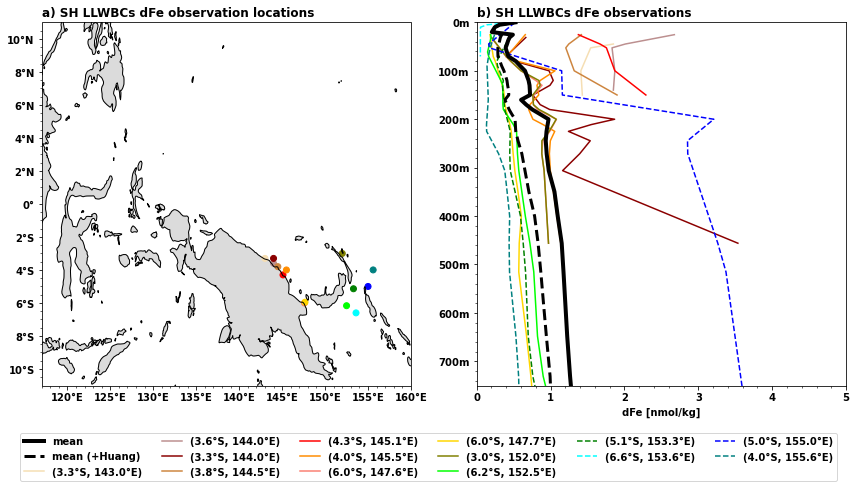 a) SH LLWBCs dFe observation locations
10°N
8°N
6°N
4°N
2°N
0°
2°S
4°S
6°S
8°S
10°S
120°E 125°E 130°E 135°E 140°E 145°E 150°E 155°E 160°E
b) SH LLWBCs dFe observations
0m
100m
200m
300m
400m
500m
600m
700m
0 1 2 3 4 5
dFe [nmol/kg]
mean
mean (+Huang)
(3.3°S, 143.0°E)
(3.6°S, 144.0°E)
(3.3°S, 144.0°E)
(3.8°S, 144.5°E)
(4.3°S, 145.1°E)
(4.0°S, 145.5°E)
(6.0°S, 147.6°E)
(6.0°S, 147.7°E)
(3.0°S, 152.0°E)
(6.2°S, 152.5°E)
(5.1°S, 153.3°E)
(6.6°S, 153.6°E)
(5.0°S, 155.0°E)
(4.0°S, 155.6°E)